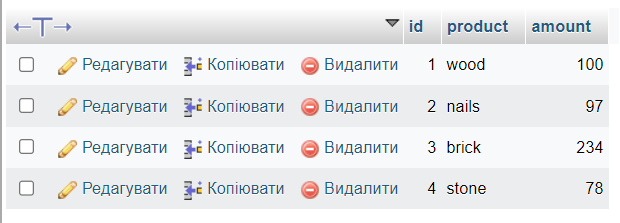 id product amount
Редагувати Копіювати Видалити 1 wood 100
Редагувати Копіювати Видалити 2 nails 97
Редагувати Копіювати Видалити 3 brick 234
Редагувати Копіювати Видалити 4 stone 78